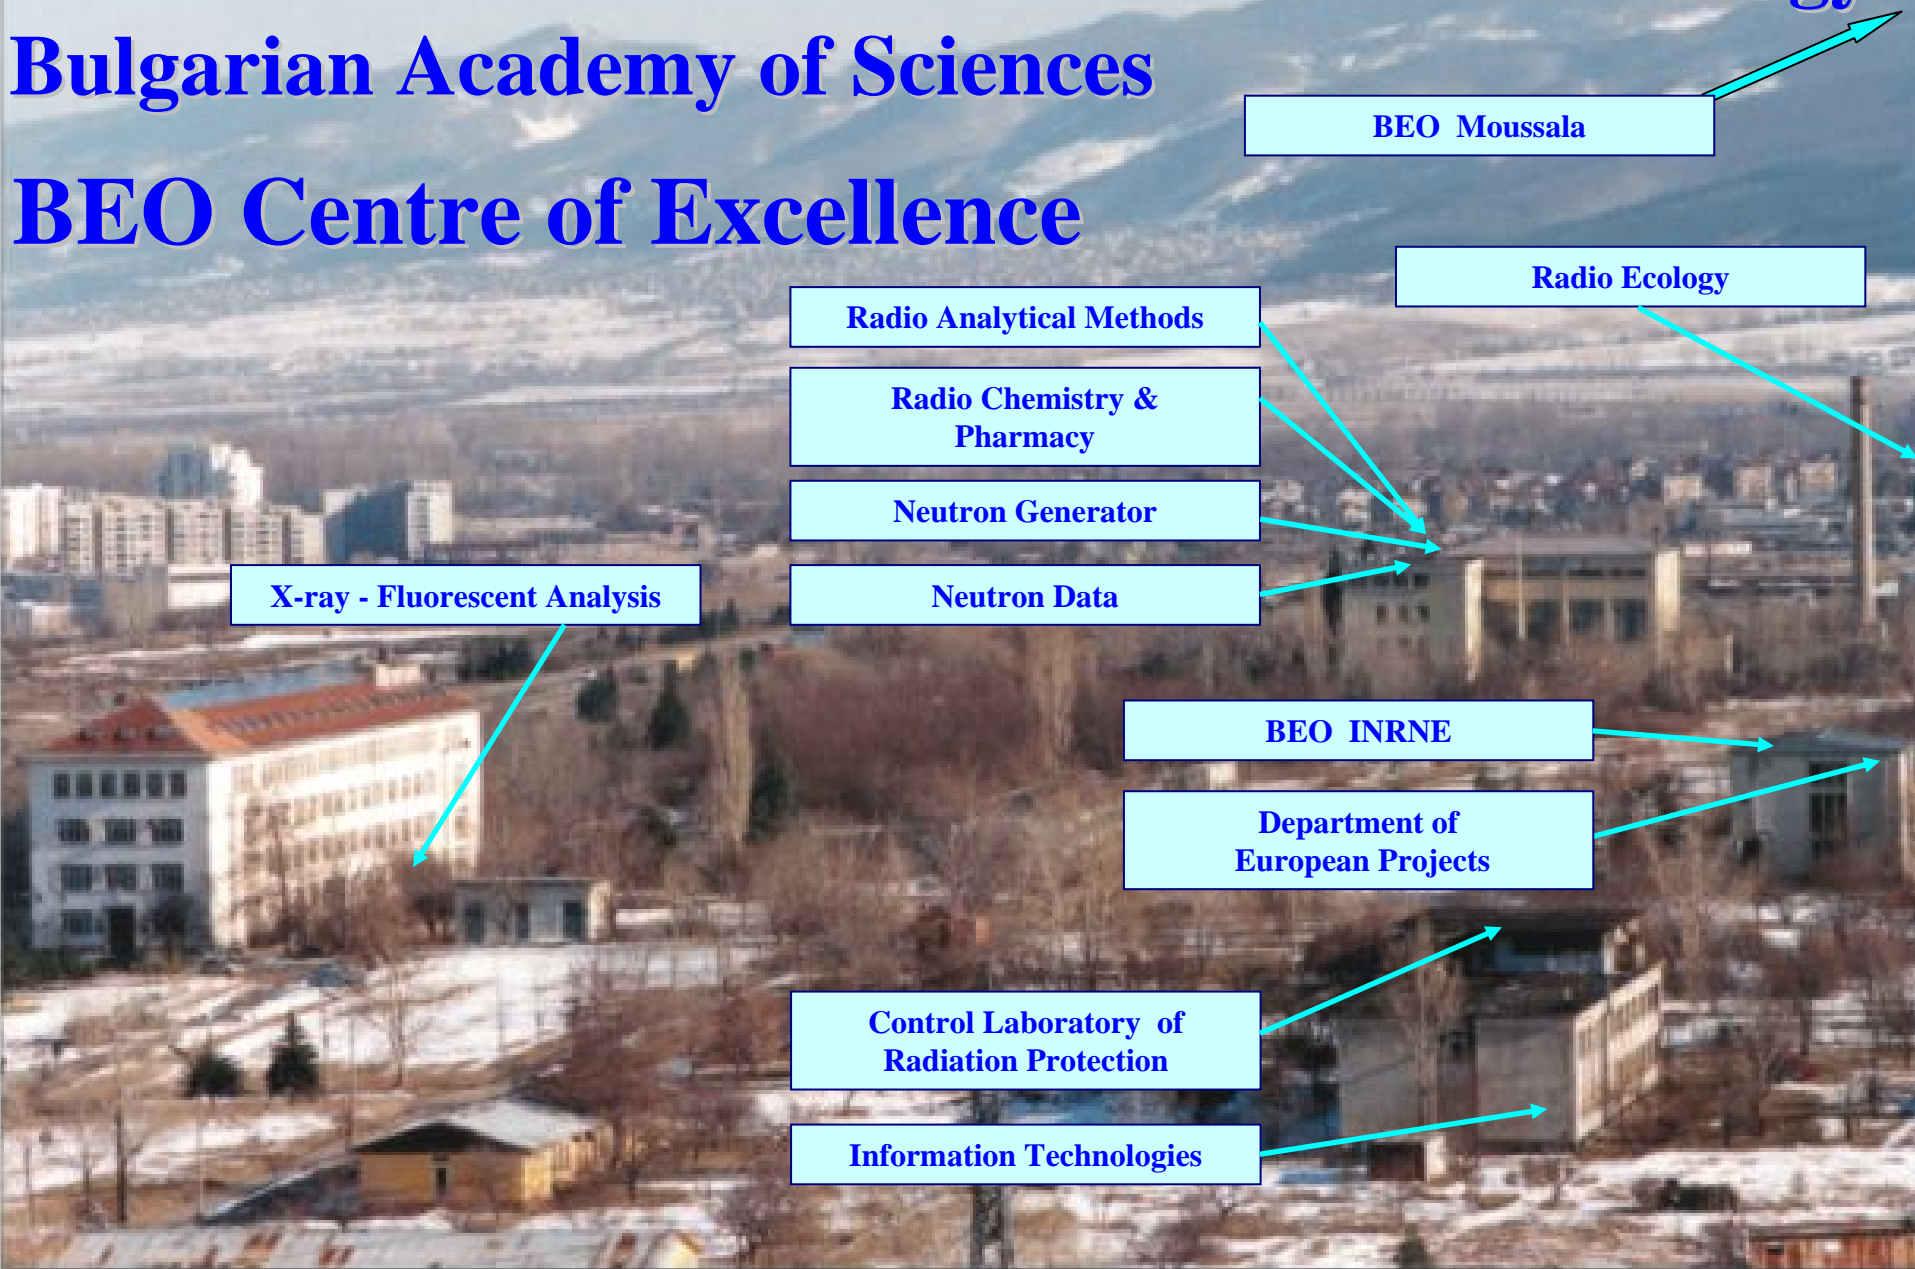 Bulgarian Academy of Sciences
BEO Moussala
BEO Centre of Excellence
Radio Ecology
Radio Analytical Methods
Radio Chemistry &
Pharmacy
Neutron Generator
X-ray - Fluorescent Analysis
Neutron Data
BEO INRNE
Department of
European Projects
Control Laboratory of
Radiation Protection
Information Technologies